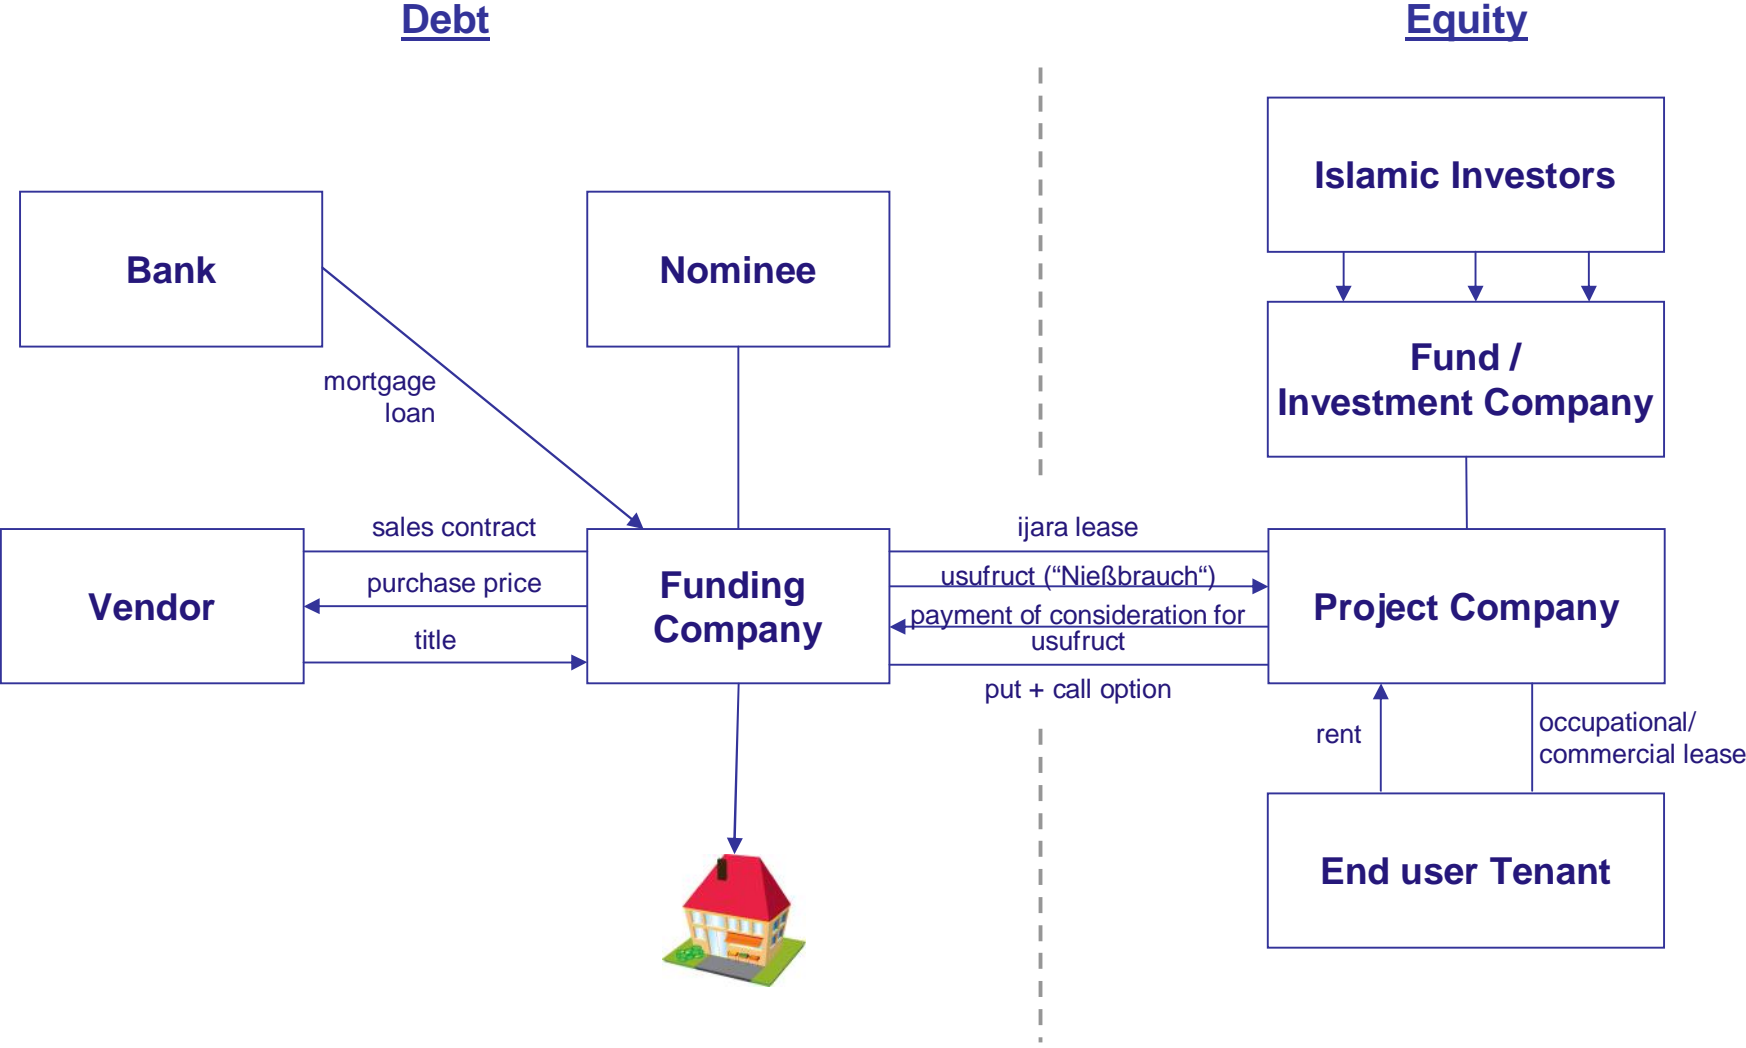 Debt
Equity
Islamic Investors
Bank
Nominee
Fund /
Investment Company
mortgage
loan
sales contract
ijara lease
Vendor
purchase price
Funding
Company
usufruct (“Nießbrauch“)
payment of consideration for
usufruct
Project Company
title
put + call option
rent
occupational/
commercial lease
End user Tenant